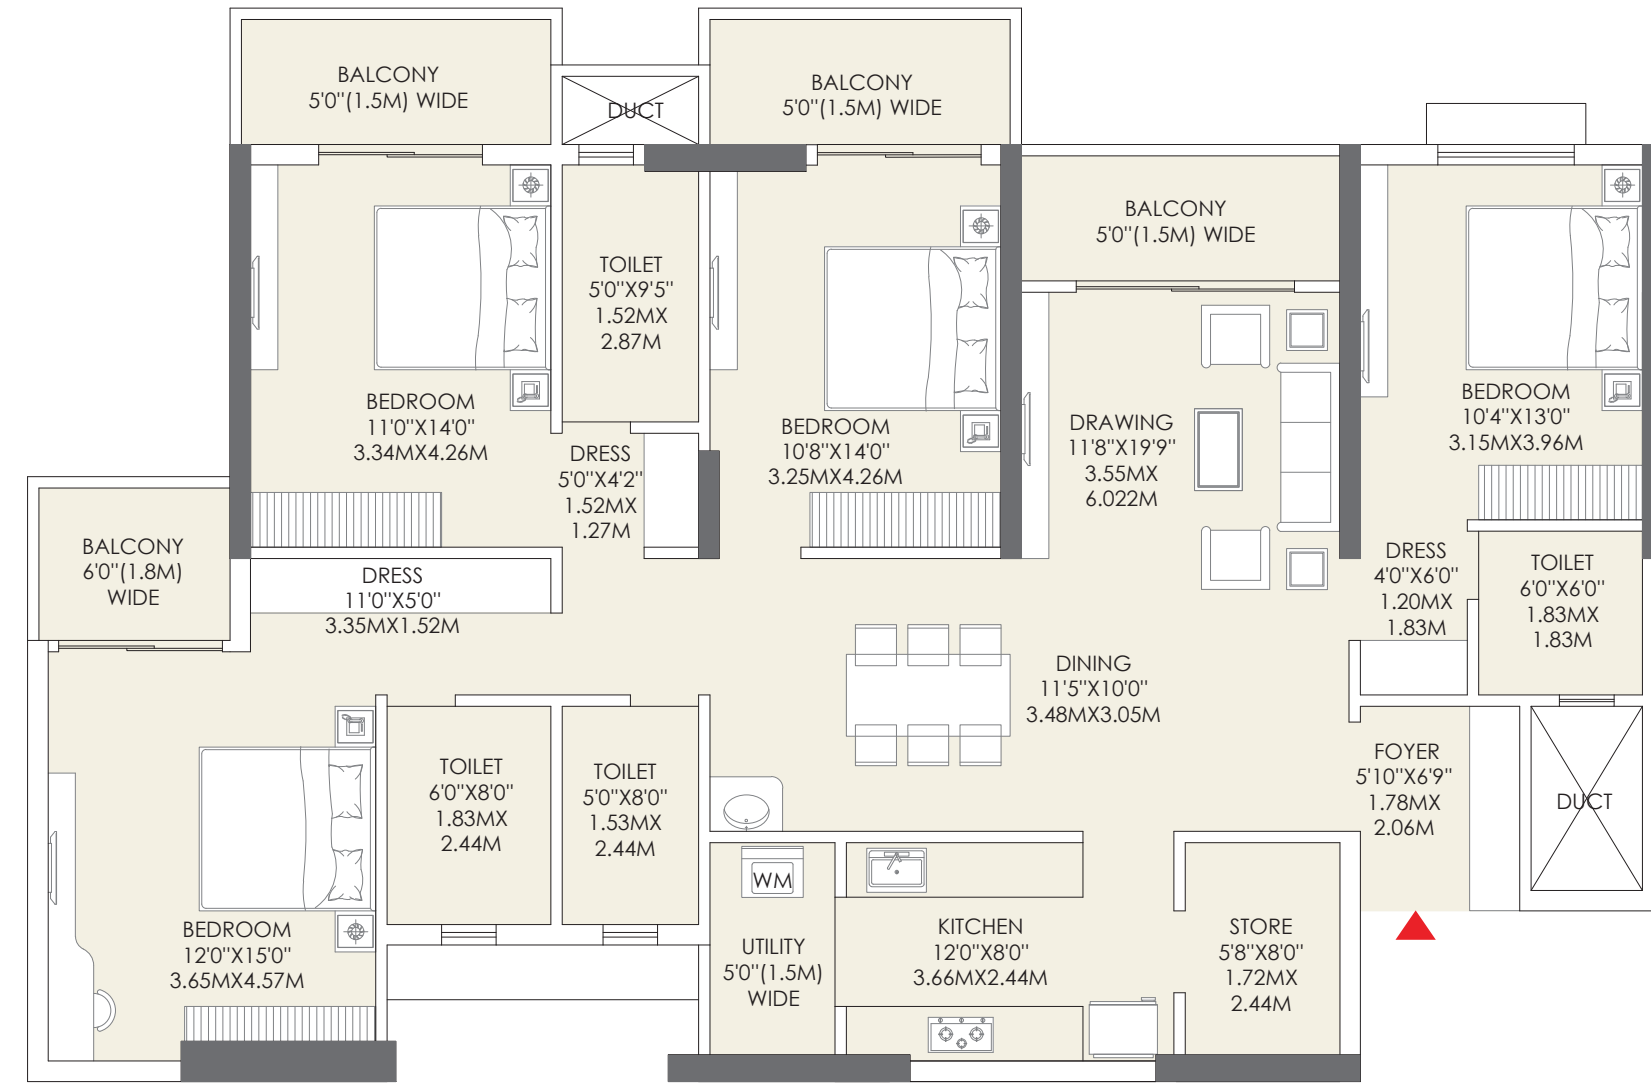 BALCONY
5'0"(1.5M) WIDE
DUCT
BALCONY
5'0"(1.5M) WIDE
BALCONY
5'0"(1.5M) WIDE
TOILET
5'0"X9'5"
1.52MX
2.87M
BEDROOM
11'0"X14'0"
3.34MX4.26M
DRESS
5'0"X4'2"
1.52MX
1.27M
BEDROOM
10'8"X14'0"
3.25MX4.26M
DRAWING
11'8"X19'9"
3.55MX
6.022M
BEDROOM
10'4"X13'0"
3.15MX3.96M
BALCONY
6'0"(1.8M)
WIDE
DRESS
11'0"X5'0"
3.35MX1.52M
DRESS
4'0"X6'0"
1.20MX
1.83M
TOILET
6'0"X6'0"
1.83MX
1.83M
DINING
11'5"X10'0"
3.48MX3.05M
TOILET
6'0"X8'0"
1.83MX
2.44M
TOILET
5'0"X8'0"
1.53MX
2.44M
FOYER
5'10"X6'9"
1.78MX
2.06M
DUCT
BEDROOM
12'0"X15'0"
3.65MX4.57M
WM
UTILITY
5'0"(1.5M)
WIDE
KITCHEN
12'0"X8'0"
3.66MX2.44M
STORE
5'8"X8'0"
1.72MX
2.44M